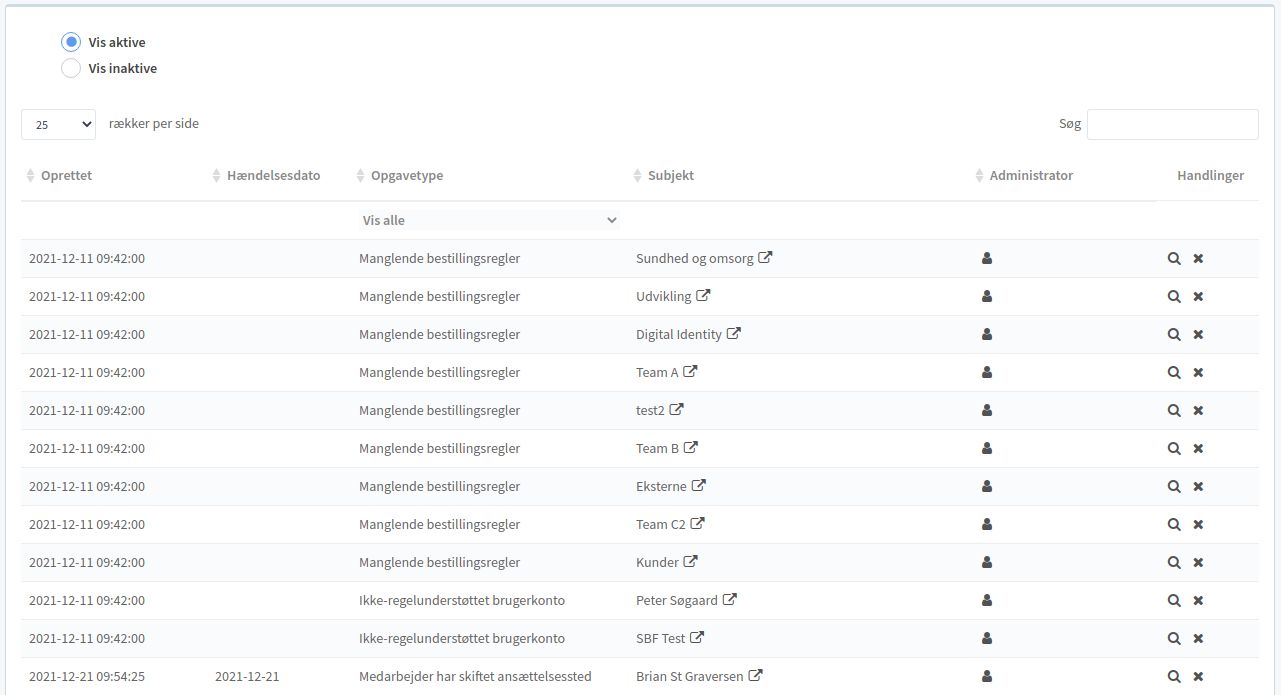 Vis aktive
Vis inaktive
25 rækker per side Søg
Oprettet Hændelsesdato Opgavetype Subjekt Administrator Handlinger
Vis alle
2021-12-11 09:42:00 Manglende bestillingsregler Sundhed og omsorg
2021-12-11 09:42:00 Manglende bestillingsregler Udvikling
2021-12-11 09:42:00 Manglende bestillingsregler Digital Identity
2021-12-11 09:42:00 Manglende bestillingsregler Team A
2021-12-11 09:42:00 Manglende bestillingsregler test2
2021-12-11 09:42:00 Manglende bestillingsregler Team B
2021-12-11 09:42:00 Manglende bestillingsregler Eksterne
2021-12-11 09:42:00 Manglende bestillingsregler Team C2
2021-12-11 09:42:00 Manglende bestillingsregler Kunder
2021-12-11 09:42:00 Ikke-regelunderstøttet brugerkonto Peter Søgaard
2021-12-11 09:42:00 Ikke-regelunderstøttet brugerkonto SBF Test
2021-12-21 09:54:25 2021-12-21 Medarbejder har skiftet ansættelsessted Brian St Graversen